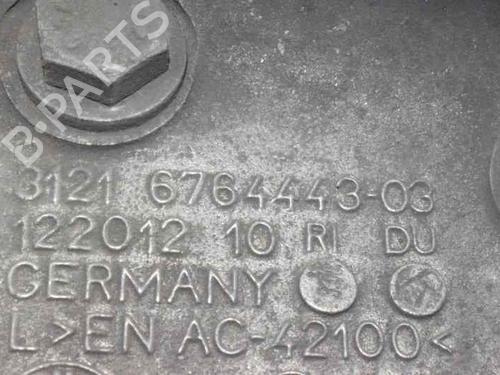 B-PARTS
3121 6764443-03
122012 10 RI DU
GERMANY
L>EN AC-42100<